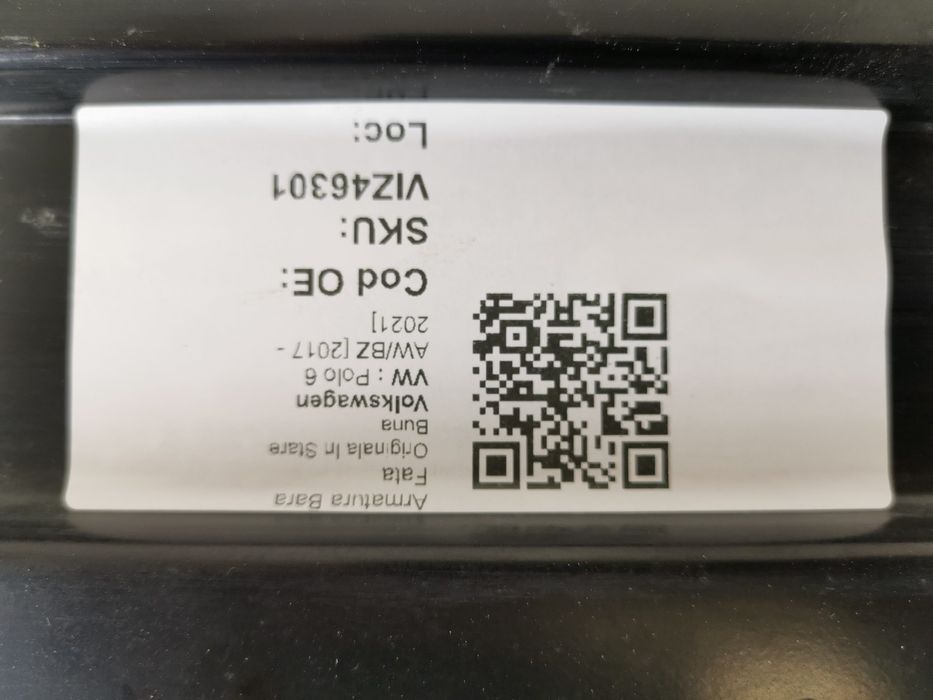 Armatura Bara
Fata
Originala In Stare
Buna
Volkswagen
VW : Polo 6
AW/BZ [2017 -
2021]
Cod OE:
SKU:
VIZ46301
Loc: